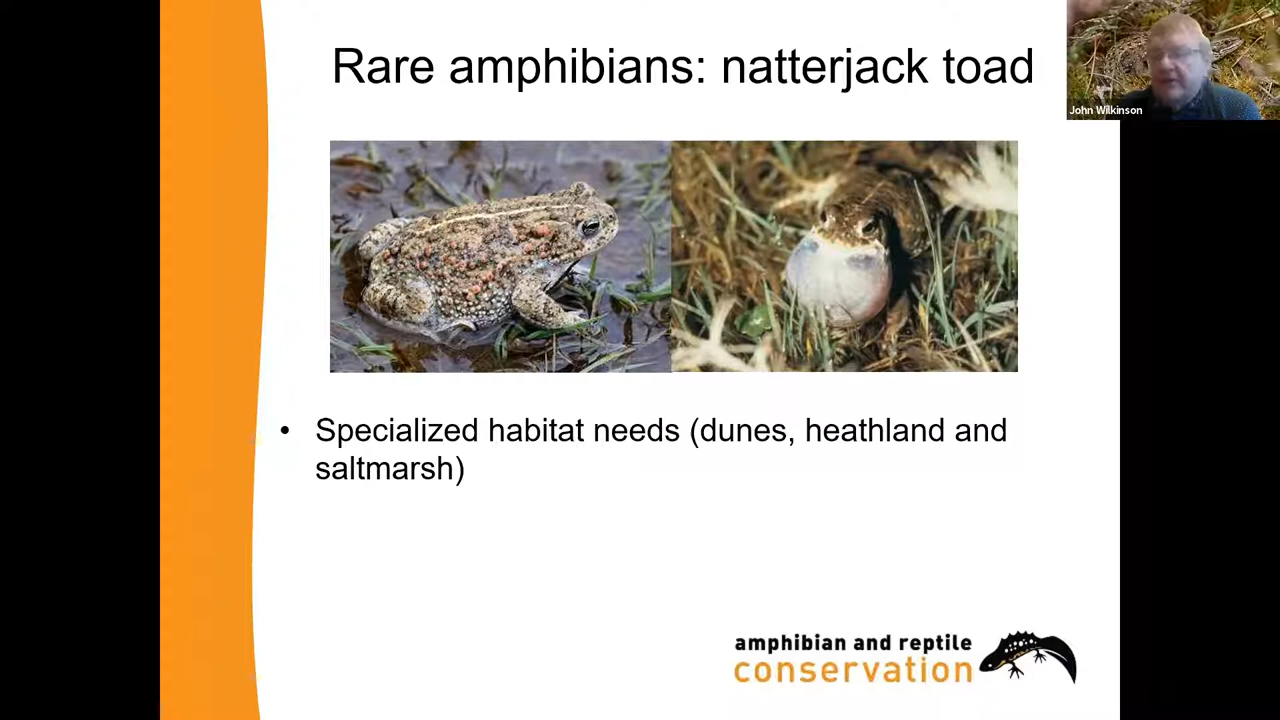 Rare amphibians: natterjack toad
John Wilkinson
• Specialized habitat needs (dunes, heathland and
saltmarsh)
amphibian and reptile
conservation